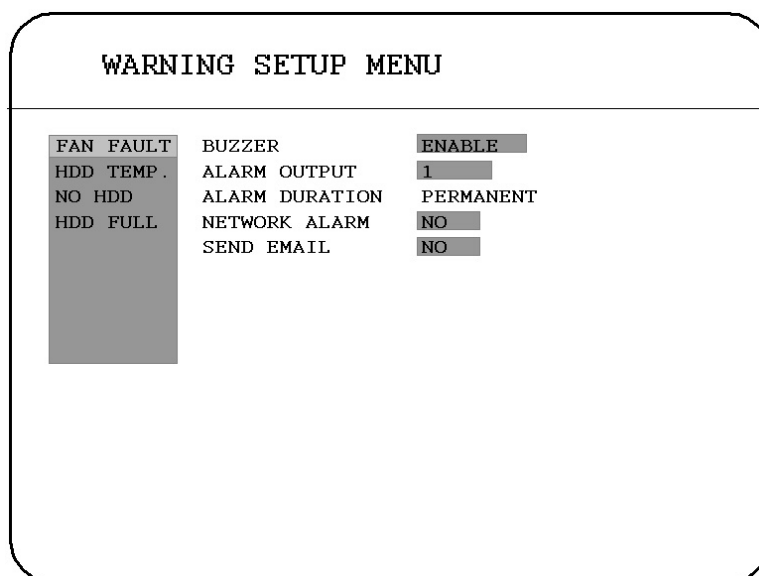 WARNING SETUP MENU
FAN FAULT BUZZER ENABLE
HDD TEMP. ALARM OUTPUT 1
NO HDD ALARM DURATION PERMANENT
HDD FULL NETWORK ALARM NO
SEND EMAIL NO